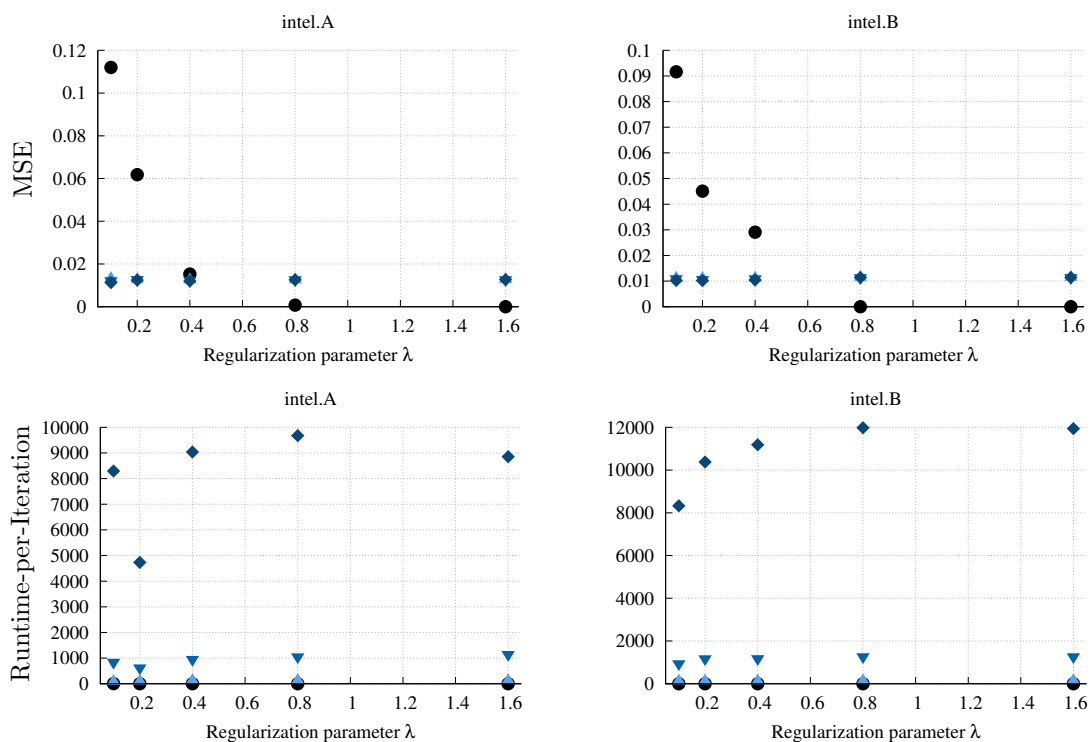 intel.A
MSE
0.12
0.1
0.08
0.06
0.04
0.02
0
0.2 0.4 0.6 0.8 1 1.2 1.4 1.6
Regularization parameter λ
intel.B
0.1
0.09
0.08
0.07
0.06
0.05
0.04
0.03
0.02
0.01
0
0.2 0.4 0.6 0.8 1 1.2 1.4 1.6
Regularization parameter λ
intel.A
Runtime-per-Iteration
10000
9000
8000
7000
6000
5000
4000
3000
2000
1000
0
0.2 0.4 0.6 0.8 1 1.2 1.4 1.6
Regularization parameter λ
intel.B
12000
10000
8000
6000
4000
2000
0
0.2 0.4 0.6 0.8 1 1.2 1.4 1.6
Regularization parameter λ